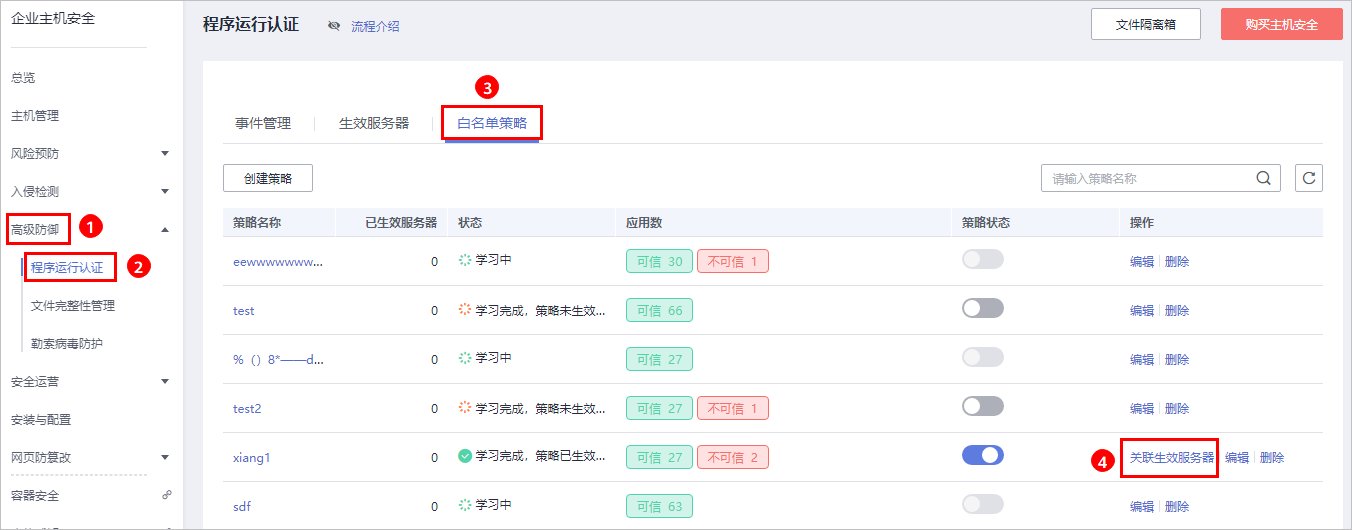 企业主机安全
程序运行认证 流程介绍 文件隔离箱 购买主机安全
总览
主机管理
风险预防
入侵检测
高级防御 1
程序运行认证 2
文件完整性管理
勒索病毒防护
安全运营
安装与配置
网页防篡改
容器安全
3
事件管理 生效服务器 白名单策略
创建策略 请输入策略名称
策略名称 已生效服务器 状态 应用数 策略状态 操作
eewwwwwwww... 0 学习中 可信 30 不可信 1 编辑 删除
test 0 学习完成，策略未生效... 可信 66 编辑 删除
%（）8*——d... 0 学习中 可信 27 编辑 删除
test2 0 学习完成，策略未生效... 可信 27 不可信 1 编辑 删除
xiang1 0 学习完成，策略已生效... 可信 27 不可信 2 4 关联生效服务器 编辑 删除
sdf 0 学习中 可信 63 编辑 删除